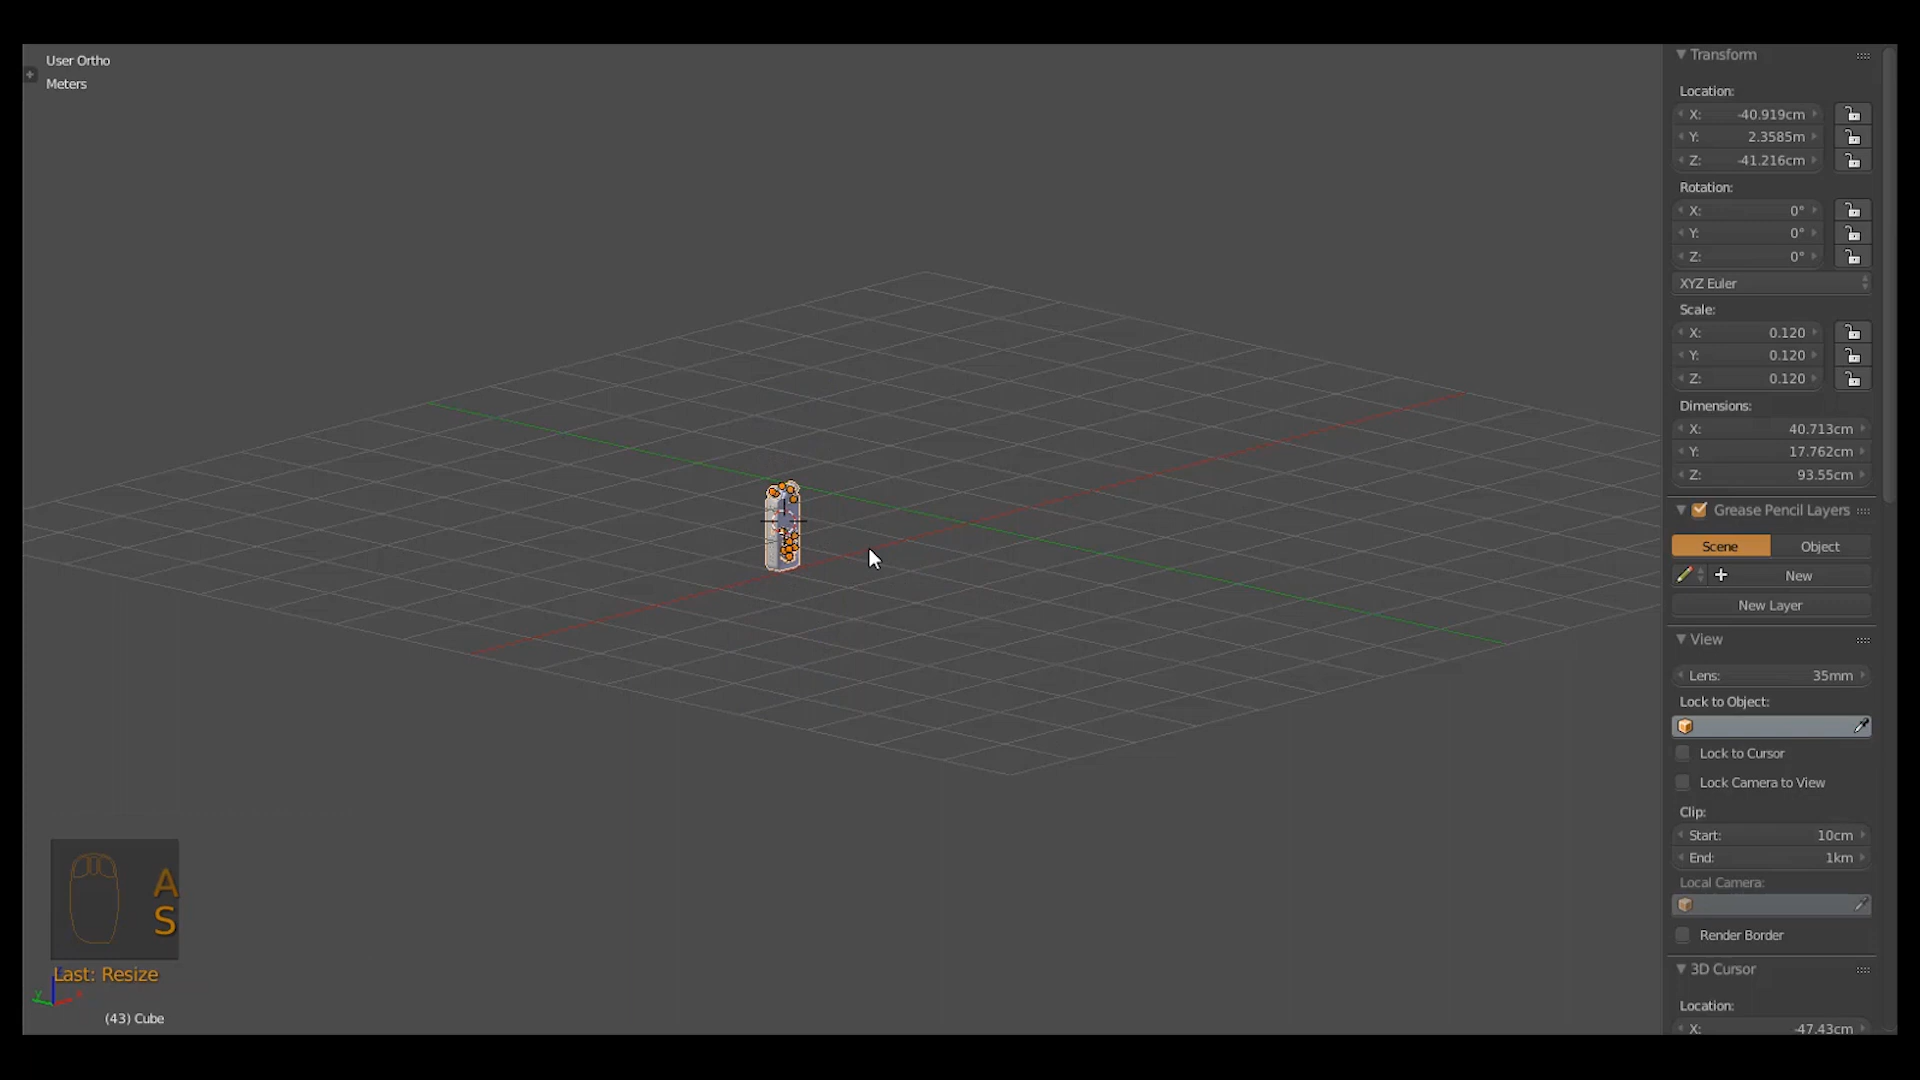 User Ortho
Meters
Transform
Location:
X: -40.919cm
Y: 2.3585m
Z: -41.216cm
Rotation:
X: 0°
Y: 0°
Z: 0°
XYZ Euler
Scale:
X: 0.120
Y: 0.120
Z: 0.120
Dimensions:
X: 40.713cm
Y: 17.762cm
Z: 93.55cm
Grease Pencil Layers
Scene Object
New
New Layer
View
Lens: 35mm
Lock to Object:
Lock to Cursor
Lock Camera to View
Clip:
Start: 10cm
End: 1km
Local Camera:
Render Border
3D Cursor
Location:
X: -47.43cm
A
S
Last: Resize
(43) Cube